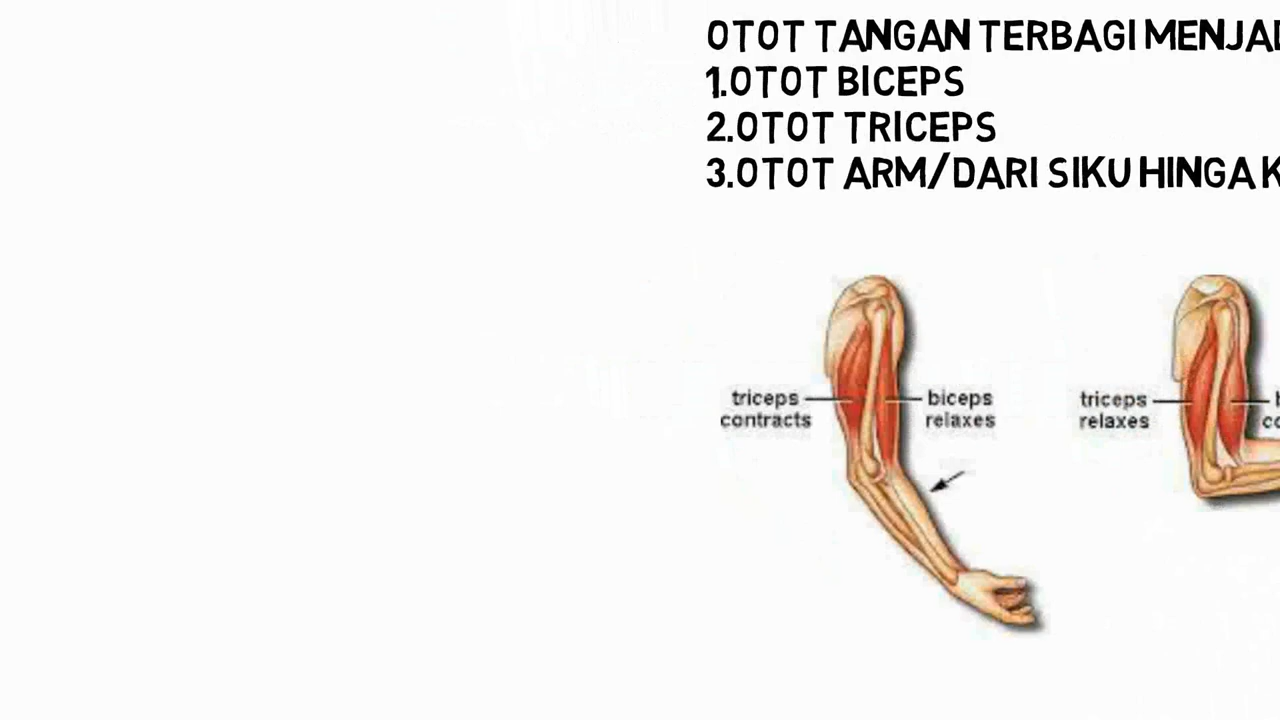 OTOT TANGAN TERBAGI
1.OTOT BICEPS
2.OTOT TRICEPS
3.OTOT ARM/DARI SIKU HINGA
triceps
contracts
biceps
relaxes
triceps
relaxes